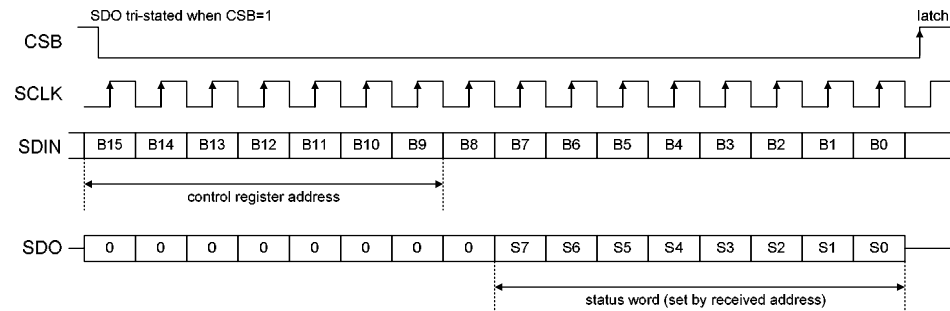 SDO tri-stated when CSB=1
latch
CSB
SCLK
SDIN B15 B14 B13 B12 B11 B10 B9 B8 B7 B6 B5 B4 B3 B2 B1 B0
control register address
SDO 0 0 0 0 0 0 0 0 S7 S6 S5 S4 S3 S2 S1 S0
status word (set by received address)